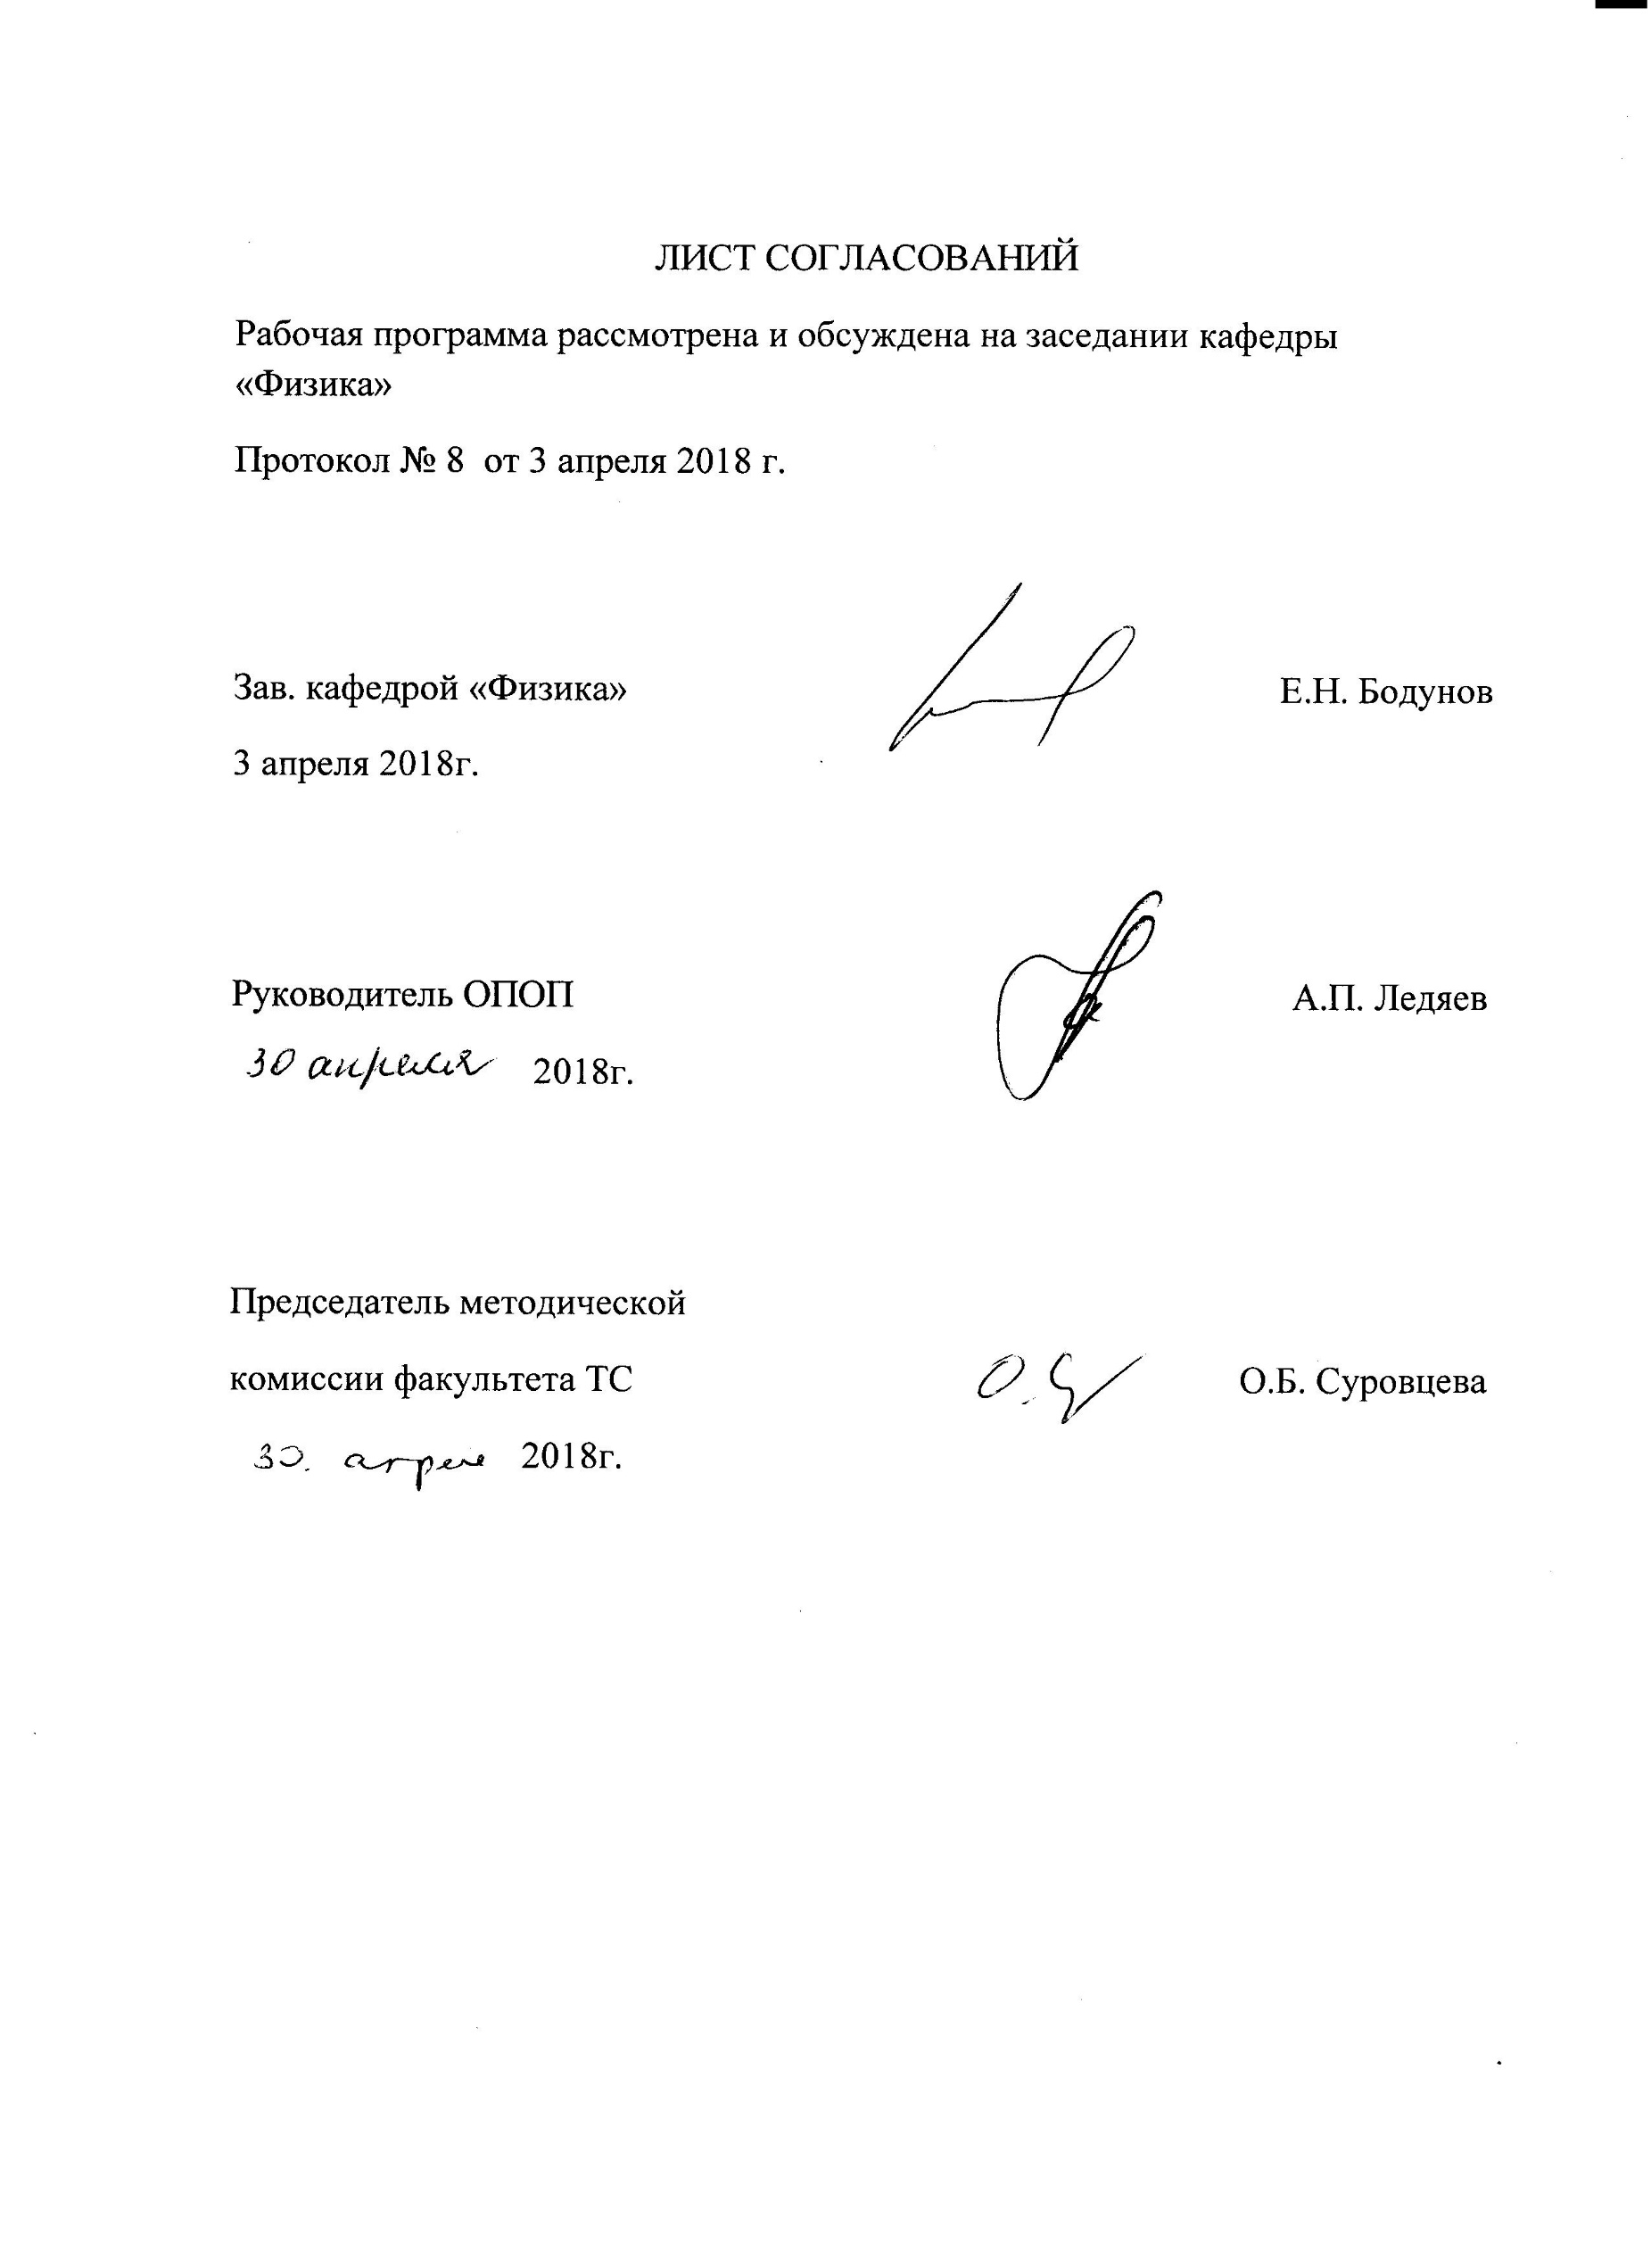 ЛИСТ СОГЛАСОВАНИЙ
Рабочая программа рассмотрена и обсуждена на заседании кафедры
«Физика»
Протокол № 8 от 3 апреля 2018 г.
Зав. кафедрой «Физика» Е.Н. Бодунов
3 апреля 2018г.
Руководитель ОПОП А.П. Ледяев
30 апреля 2018г.
Председатель методической
комиссии факультета ТС О.Б. Суровцева
30. апреля 2018г.